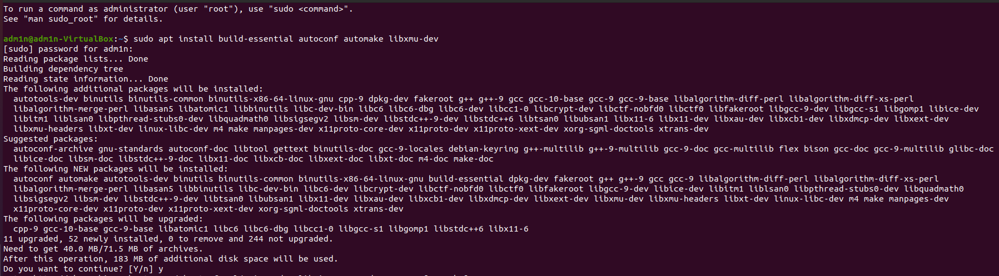 To run a command as administrator (user "root"), use "sudo <command>".
See "man sudo_root" for details.
adm1n@adm1n-VirtualBox:~$ sudo apt install build-essential autoconf automake libxmu-dev
[sudo] password for adm1n:
Reading package lists... Done
Building dependency tree
Reading state information... Done
The following additional packages will be installed:
autotools-dev binutils binutils-common binutils-x86-64-linux-gnu cpp-9 dpkg-dev fakeroot g++ g++-9 gcc gcc-10-base gcc-9 gcc-9-base libalgorithm-diff-perl libalgorithm-diff-xs-perl
libalgorithm-merge-perl libasan5 libatomic1 libbinutils libc-dev-bin libc6 libc6-dbg libc6-dev libcc1-0 libcrypt-dev libctf-nobfd0 libctf0 libfakeroot libgcc-9-dev libgcc-s1 libgomp1 libice-dev
libitm1 liblsan0 libpthread-stubs0-dev libquadmath0 libsigsegv2 libsm-dev libstdc++-9-dev libstdc++6 libtsan0 libubsan1 libx11-6 libx11-dev libxau-dev libxcb1-dev libxdmcp-dev libxext-dev
libxmu-headers libxt-dev linux-libc-dev m4 make manpages-dev x11proto-core-dev x11proto-dev x11proto-xext-dev xorg-sgml-doctools xtrans-dev
Suggested packages:
autoconf-archive gnu-standards autoconf-doc libtool gettext binutils-doc gcc-9-locales debian-keyring g++-multilib g++-9-multilib gcc-9-doc gcc-multilib flex bison gcc-doc gcc-9-multilib glibc-doc
libice-doc libsm-doc libstdc++-9-doc libx11-doc libxcb-doc libxext-doc libxt-doc m4-doc make-doc
The following NEW packages will be installed:
autoconf automake autotools-dev binutils binutils-common binutils-x86-64-linux-gnu build-essential dpkg-dev fakeroot g++ g++-9 gcc gcc-9 libalgorithm-diff-perl libalgorithm-diff-xs-perl
libalgorithm-merge-perl libasan5 libbinutils libc-dev-bin libc6-dev libcrypt-dev libctf-nobfd0 libctf0 libfakeroot libgcc-9-dev libice-dev libitm1 liblsan0 libpthread-stubs0-dev libquadmath0
libsigsegv2 libsm-dev libstdc++-9-dev libtsan0 libubsan1 libx11-dev libxau-dev libxcb1-dev libxdmcp-dev libxext-dev libxmu-dev libxmu-headers libxt-dev linux-libc-dev m4 make manpages-dev
x11proto-core-dev x11proto-dev x11proto-xext-dev xorg-sgml-doctools xtrans-dev
The following packages will be upgraded:
cpp-9 gcc-10-base gcc-9-base libatomic1 libc6 libc6-dbg libcc1-0 libgcc-s1 libgomp1 libstdc++6 libx11-6
11 upgraded, 52 newly installed, 0 to remove and 244 not upgraded.
Need to get 40.0 MB/71.5 MB of archives.
After this operation, 183 MB of additional disk space will be used.
Do you want to continue? [Y/n] y